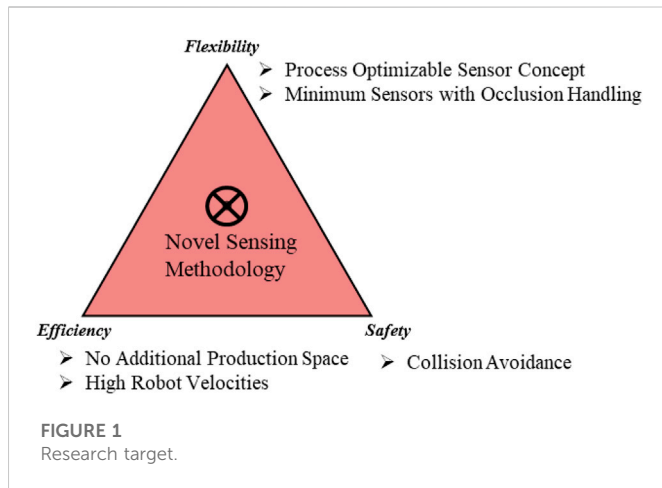 Flexibility
➢ Process Optimizable Sensor Concept
➢ Minimum Sensors with Occlusion Handling
Novel Sensing
Methodology
Efficiency
➢ No Additional Production Space
➢ High Robot Velocities
Safety
➢ Collision Avoidance
FIGURE 1
Research target.